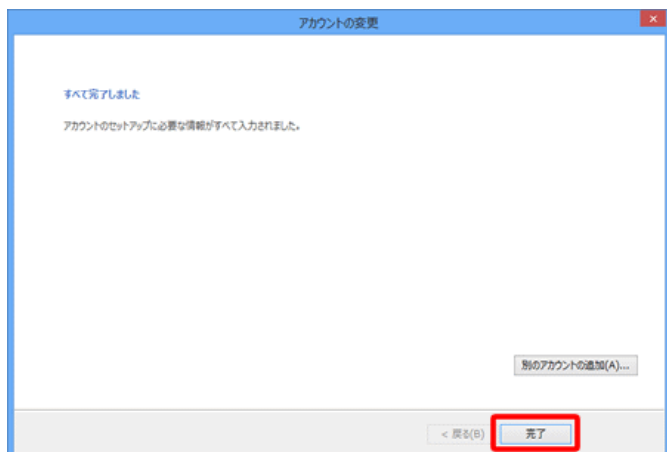 アカウントの変更
すべて完了しました
アカウントのセットアップに必要な情報がすべて入力されました。
別のアカウントの追加(A)...
< 戻る(B)
完了